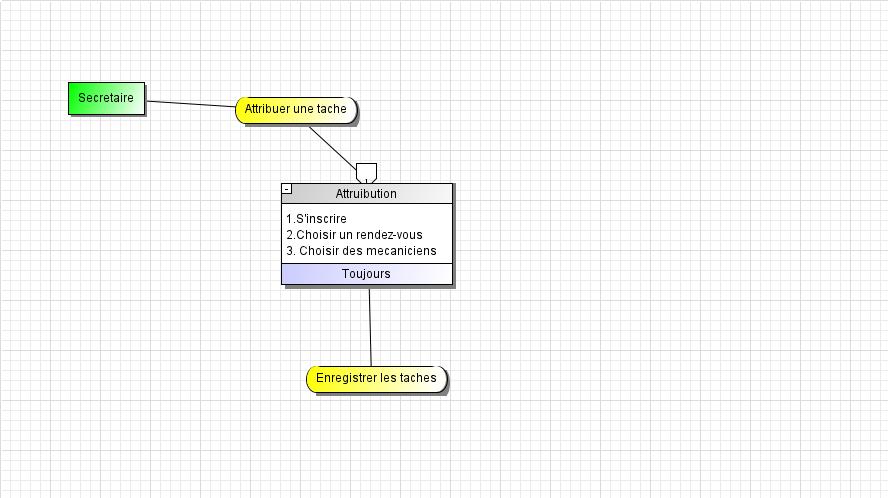 Secretaire
Attribuer une tache
Attruibution
1.S'inscrire
2.Choisir un rendez-vous
3. Choisir des mecaniciens
Toujours
Enregistrer les taches